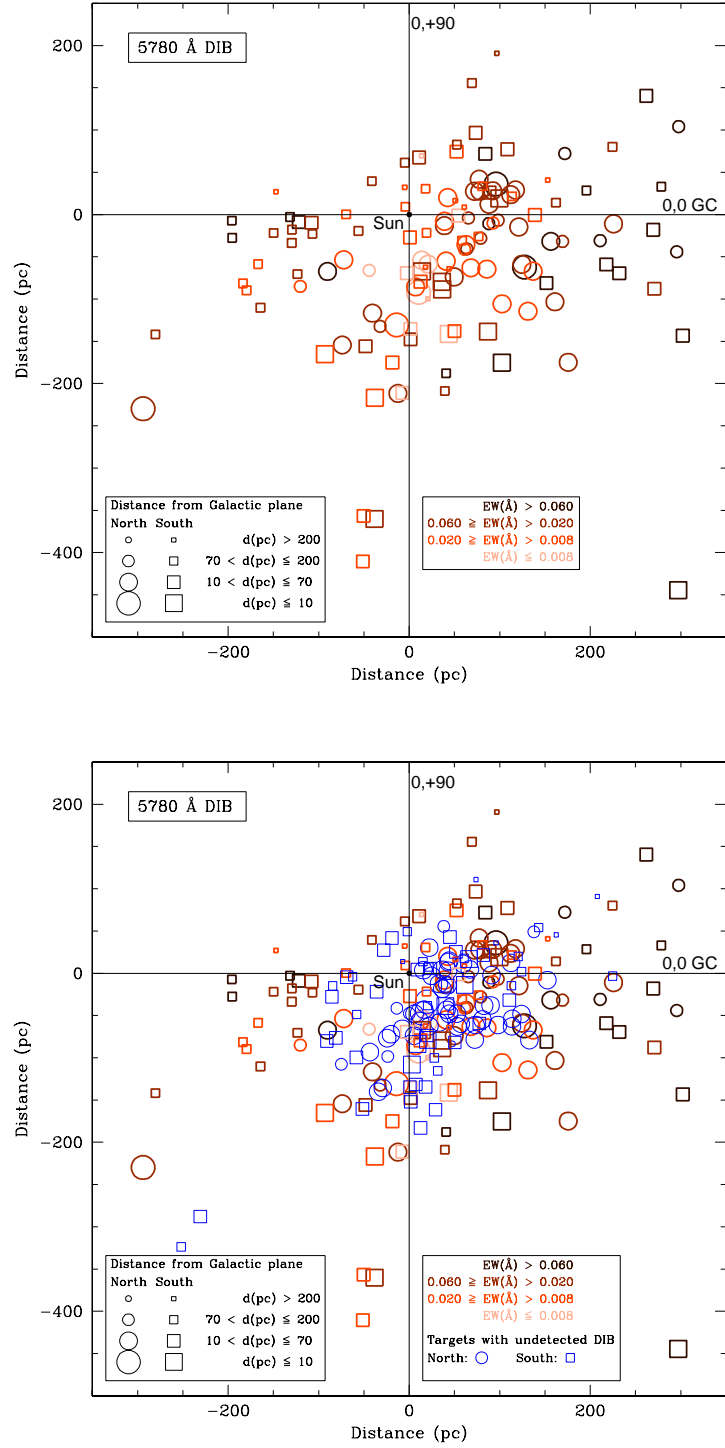 0,+90
200
5780 Å DIB
0
0,0 GC
Sun
Distance (pc)
−200
−400
Distance from Galactic plane
North South
d(pc) > 200
70 < d(pc) ≦ 200
10 < d(pc) ≦ 70
d(pc) ≦ 10
EW(Å) > 0.060
0.060 ≧ EW(Å) > 0.020
0.020 ≧ EW(Å) > 0.008
EW(Å) ≦ 0.008
−200 0 200
Distance (pc)
0,+90
200
5780 Å DIB
0
0,0 GC
Sun
Distance (pc)
−200
−400
Distance from Galactic plane
North South
d(pc) > 200
70 < d(pc) ≦ 200
10 < d(pc) ≦ 70
d(pc) ≦ 10
EW(Å) > 0.060
0.060 ≧ EW(Å) > 0.020
0.020 ≧ EW(Å) > 0.008
EW(Å) ≦ 0.008
Targets with undetected DIB
North: South:
−200 0 200
Distance (pc)